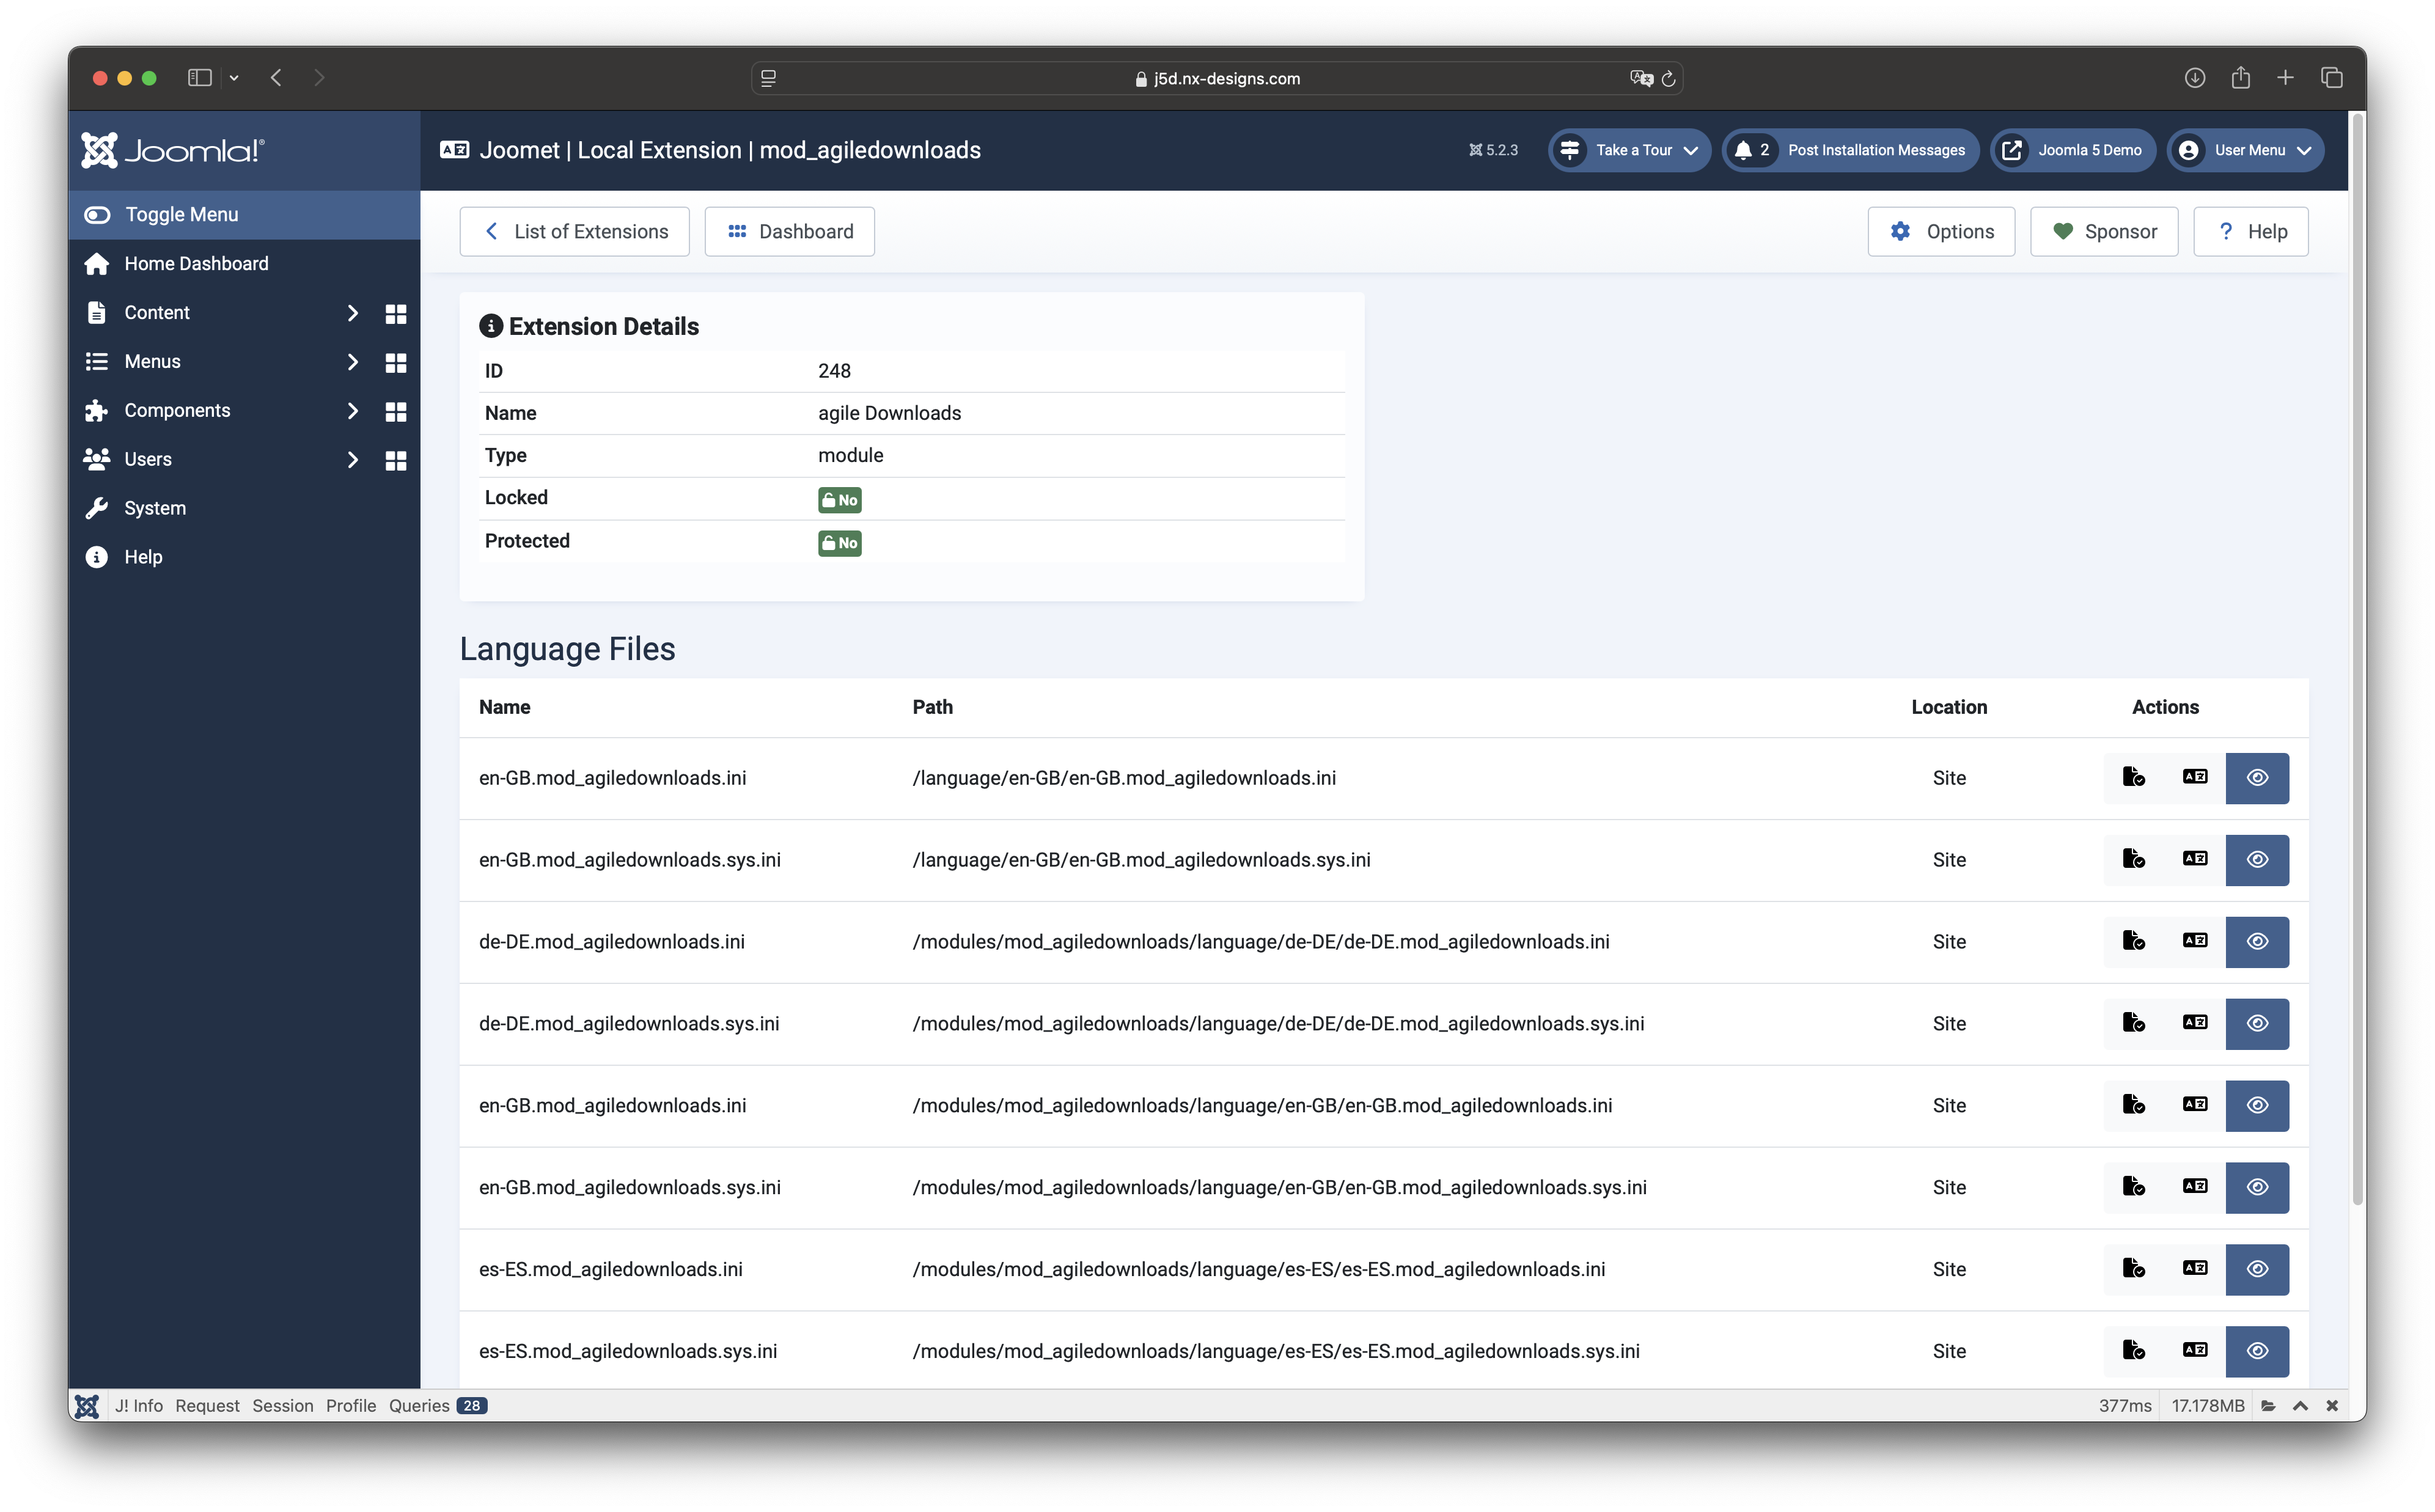 j5d.nx-designs.com
Joomla!®
Joomet | Local Extension | mod_agiledownloads
5.2.3
Take a Tour
2 Post Installation Messages
Joomla 5 Demo
User Menu
Toggle Menu
Home Dashboard
Content
Menus
Components
Users
System
Help
List of Extensions
Dashboard
Options
Sponsor
? Help
Extension Details
ID 248
Name agile Downloads
Type module
Locked No
Protected No
Language Files
Name Path Location Actions
en-GB.mod_agiledownloads.ini /language/en-GB/en-GB.mod_agiledownloads.ini Site
en-GB.mod_agiledownloads.sys.ini /language/en-GB/en-GB.mod_agiledownloads.sys.ini Site
de-DE.mod_agiledownloads.ini /modules/mod_agiledownloads/language/de-DE/de-DE.mod_agiledownloads.ini Site
de-DE.mod_agiledownloads.sys.ini /modules/mod_agiledownloads/language/de-DE/de-DE.mod_agiledownloads.sys.ini Site
en-GB.mod_agiledownloads.ini /modules/mod_agiledownloads/language/en-GB/en-GB.mod_agiledownloads.ini Site
en-GB.mod_agiledownloads.sys.ini /modules/mod_agiledownloads/language/en-GB/en-GB.mod_agiledownloads.sys.ini Site
es-ES.mod_agiledownloads.ini /modules/mod_agiledownloads/language/es-ES/es-ES.mod_agiledownloads.ini Site
es-ES.mod_agiledownloads.sys.ini /modules/mod_agiledownloads/language/es-ES/es-ES.mod_agiledownloads.sys.ini Site
J! Info Request Session Profile Queries 28 377ms 17.178MB